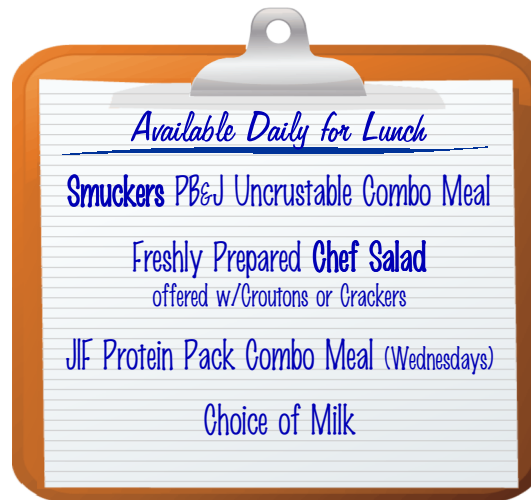 Available Daily for Lunch
Smuckers PB&J Uncrustable Combo Meal
Freshly Prepared Chef Salad
offered w/Croutons or Crackers
JIF Protein Pack Combo Meal (Wednesdays)
Choice of Milk